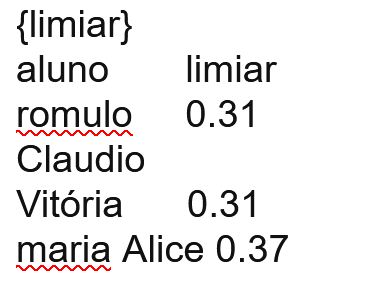 {limiar}
aluno limiar
romulo 0.31
Claudio
Vitória 0.31
maria Alice 0.37